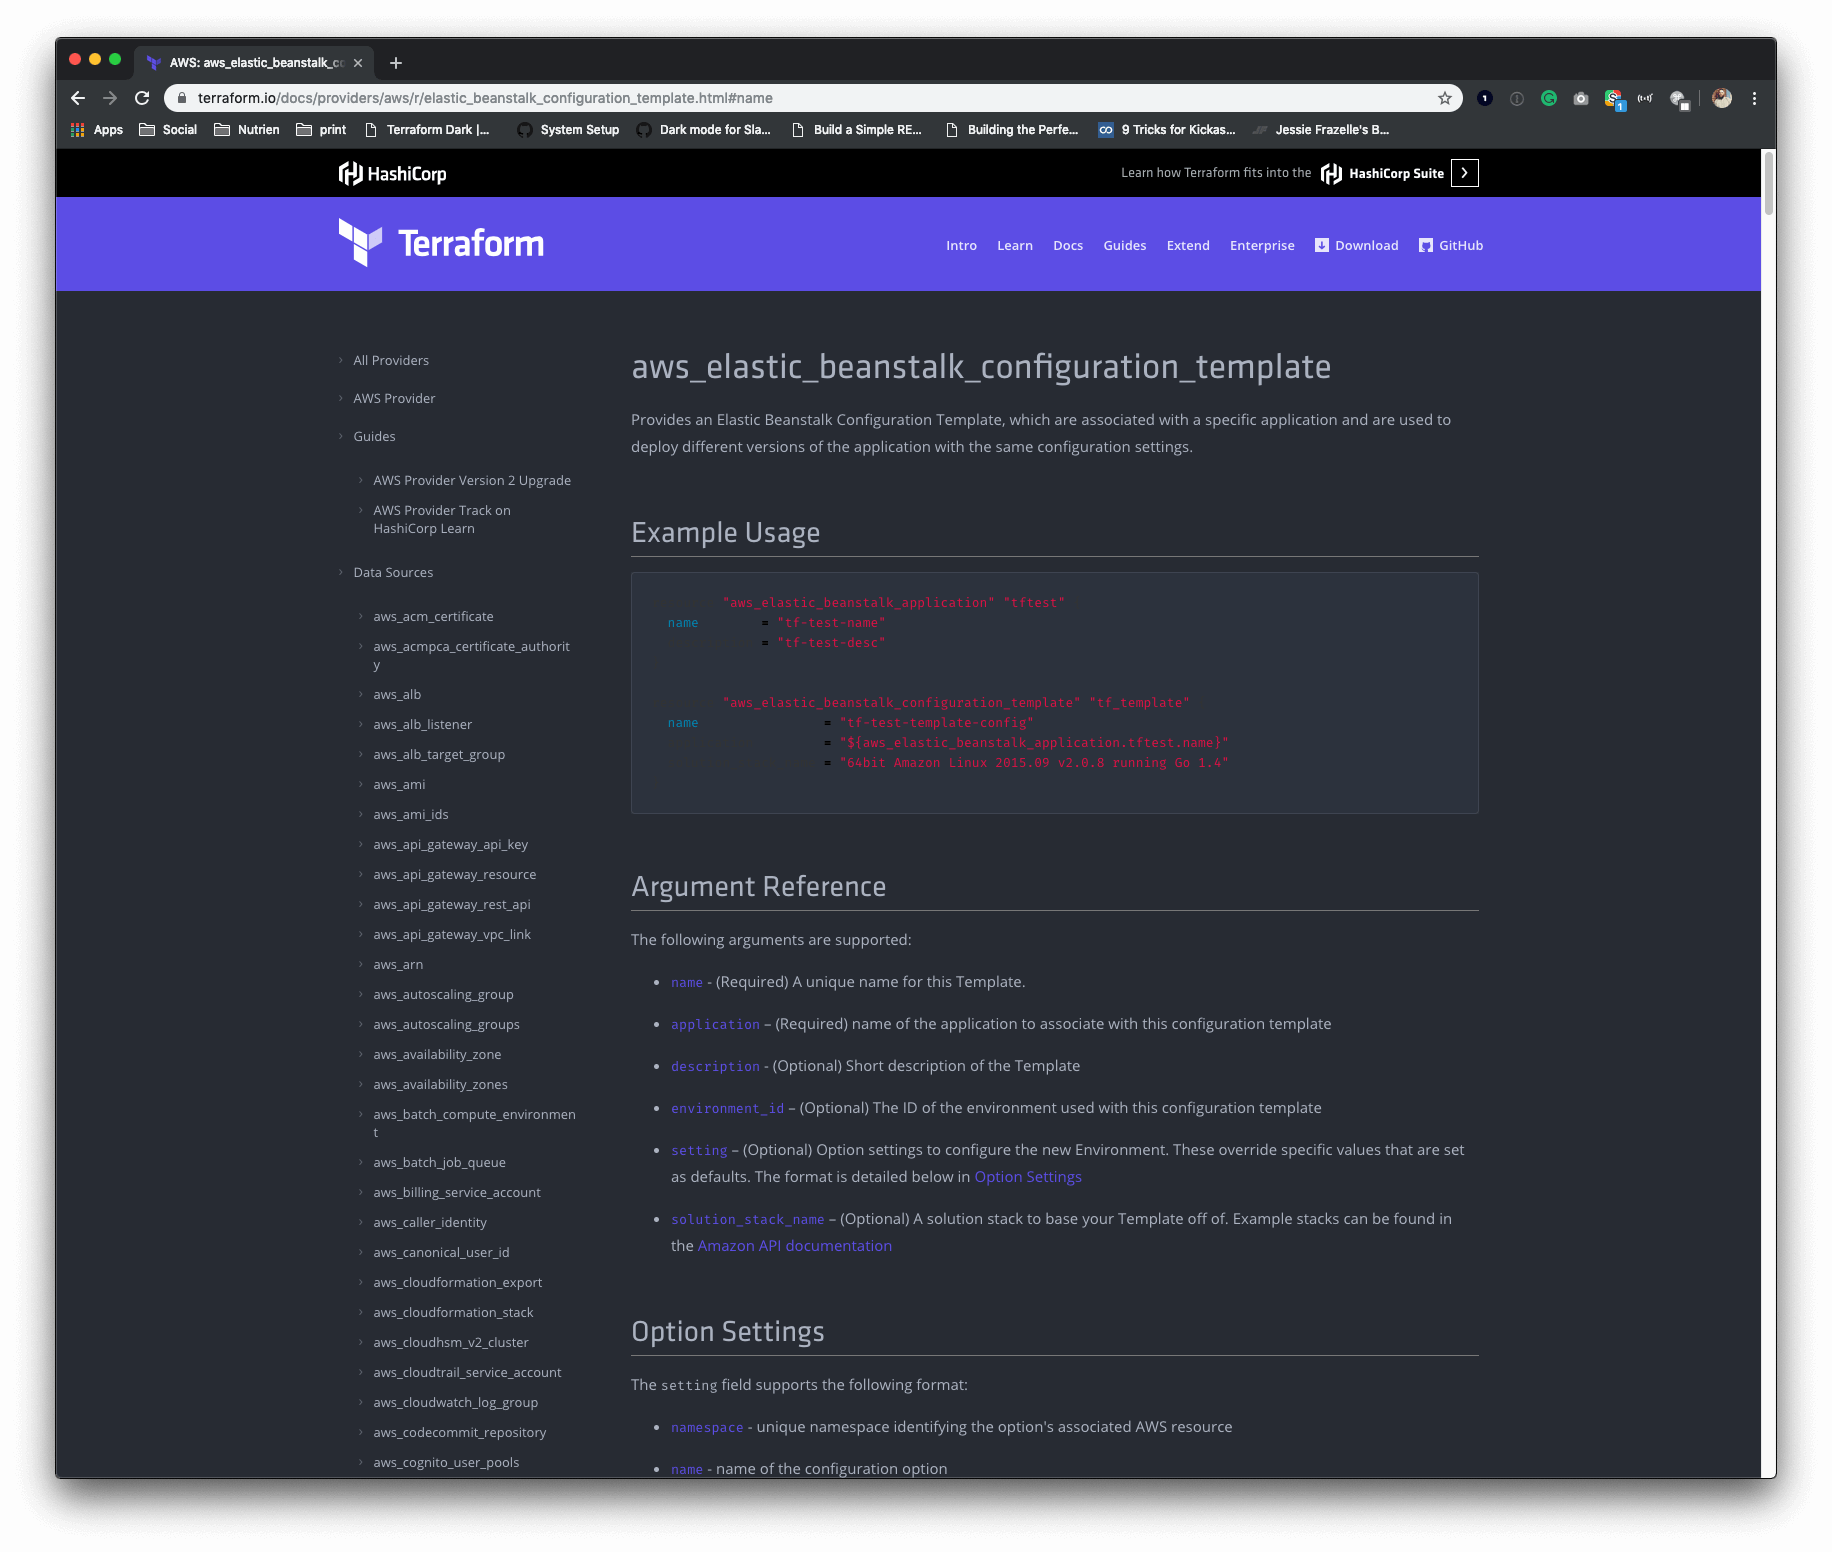 AWS: aws_elastic_beanstalk_co
terraform.io/docs/providers/aws/r/elastic_beanstalk_configuration_template.html#name
Apps Social Nutrien print Terraform Dark |... System Setup Dark mode for Sla... Build a Simple RE... Building the Perfe... 9 Tricks for Kickas... Jessie Frazelle's B...
HashiCorp
Learn how Terraform fits into the HashiCorp Suite
Terraform
Intro Learn Docs Guides Extend Enterprise Download GitHub
All Providers
AWS Provider
Guides
AWS Provider Version 2 Upgrade
AWS Provider Track on
HashiCorp Learn
Data Sources
aws_acm_certificate
aws_acmpca_certificate_authorit
y
aws_alb
aws_alb_listener
aws_alb_target_group
aws_ami
aws_ami_ids
aws_api_gateway_api_key
aws_api_gateway_resource
aws_api_gateway_rest_api
aws_api_gateway_vpc_link
aws_arn
aws_autoscaling_group
aws_autoscaling_groups
aws_availability_zone
aws_availability_zones
aws_batch_compute_environmen
t
aws_batch_job_queue
aws_billing_service_account
aws_caller_identity
aws_canonical_user_id
aws_cloudformation_export
aws_cloudformation_stack
aws_cloudhsm_v2_cluster
aws_cloudtrail_service_account
aws_cloudwatch_log_group
aws_codecommit_repository
aws_cognito_user_pools
aws_elastic_beanstalk_configuration_template
Provides an Elastic Beanstalk Configuration Template, which are associated with a specific application and are used to
deploy different versions of the application with the same configuration settings.
Example Usage
"aws_elastic_beanstalk_application" "tftest"
name = "tf-test-name"
= "tf-test-desc"
"aws_elastic_beanstalk_configuration_template" "tf_template"
name = "tf-test-template-config"
= "${aws_elastic_beanstalk_application.tftest.name}"
= "64bit Amazon Linux 2015.09 v2.0.8 running Go 1.4"
Argument Reference
The following arguments are supported:
• name - (Required) A unique name for this Template.
• application – (Required) name of the application to associate with this configuration template
• description - (Optional) Short description of the Template
• environment_id – (Optional) The ID of the environment used with this configuration template
• setting – (Optional) Option settings to configure the new Environment. These override specific values that are set
as defaults. The format is detailed below in Option Settings
• solution_stack_name – (Optional) A solution stack to base your Template off of. Example stacks can be found in
the Amazon API documentation
Option Settings
The setting field supports the following format:
• namespace - unique namespace identifying the option's associated AWS resource
• name - name of the configuration option